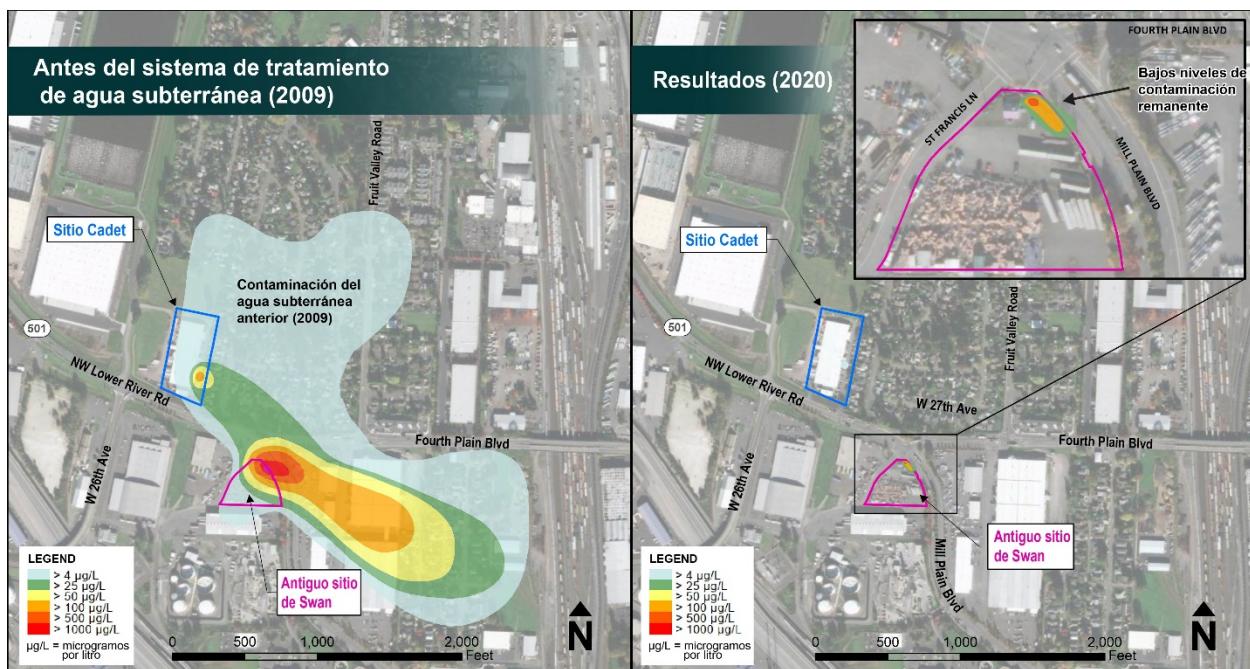 Antes del sistema de tratamiento
de agua subterránea (2009)
Fruit Valley Road
Sitio Cadet
Contaminación del
agua subterránea
anterior (2009)
501
NW Lower River Rd
W 26th Ave
Fourth Plain Blvd
Antiguo sitio
de Swan
LEGEND
> 4 µg/L
> 25 µg/L
> 50 µg/L
> 100 µg/L
> 500 µg/L
> 1000 µg/L
µg/L = microgramos
por litro
0 500 1,000 2,000
Feet
N
Resultados (2020)
FOURTH PLAIN BLVD
Bajos niveles de
contaminación
remanente
ST FRANCIS LN
MILL PLAIN BLVD
Sitio Cadet
501
Fruit Valley Road
NW Lower River Rd
W 27th Ave
Fourth Plain Blvd
W 26th Ave
Antiguo sitio
de Swan
Mill Plain Blvd
LEGEND
> 4 µg/L
> 25 µg/L
> 50 µg/L
> 100 µg/L
> 500 µg/L
> 1000 µg/L
µg/L = microgramos
por litro
0 500 1,000 2,000
Feet
N